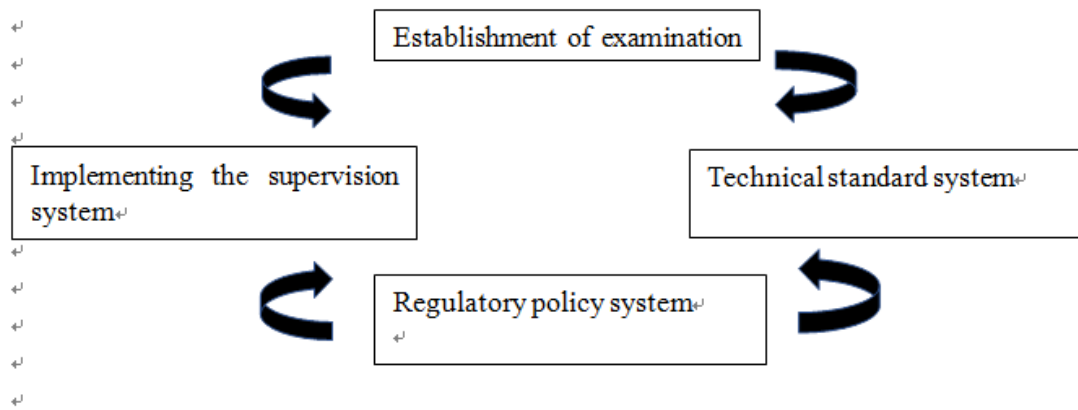 Establishment of examination
Implementing the supervision
system
Technical standard system
Regulatory policy system